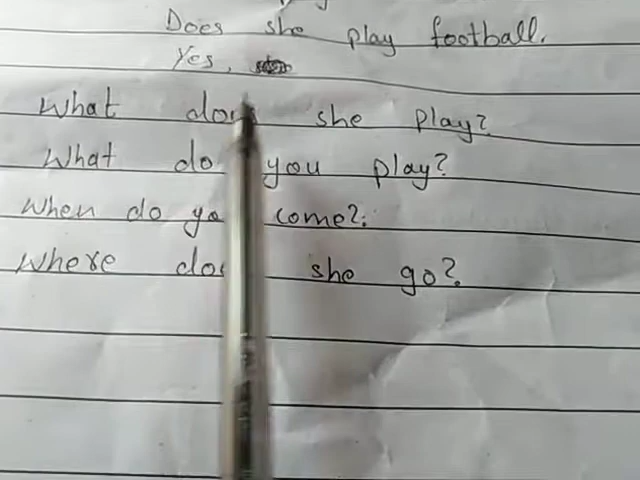 Does she play football.
Yes,
What does she play?
What do you play?
When do you come?
Where does she go?